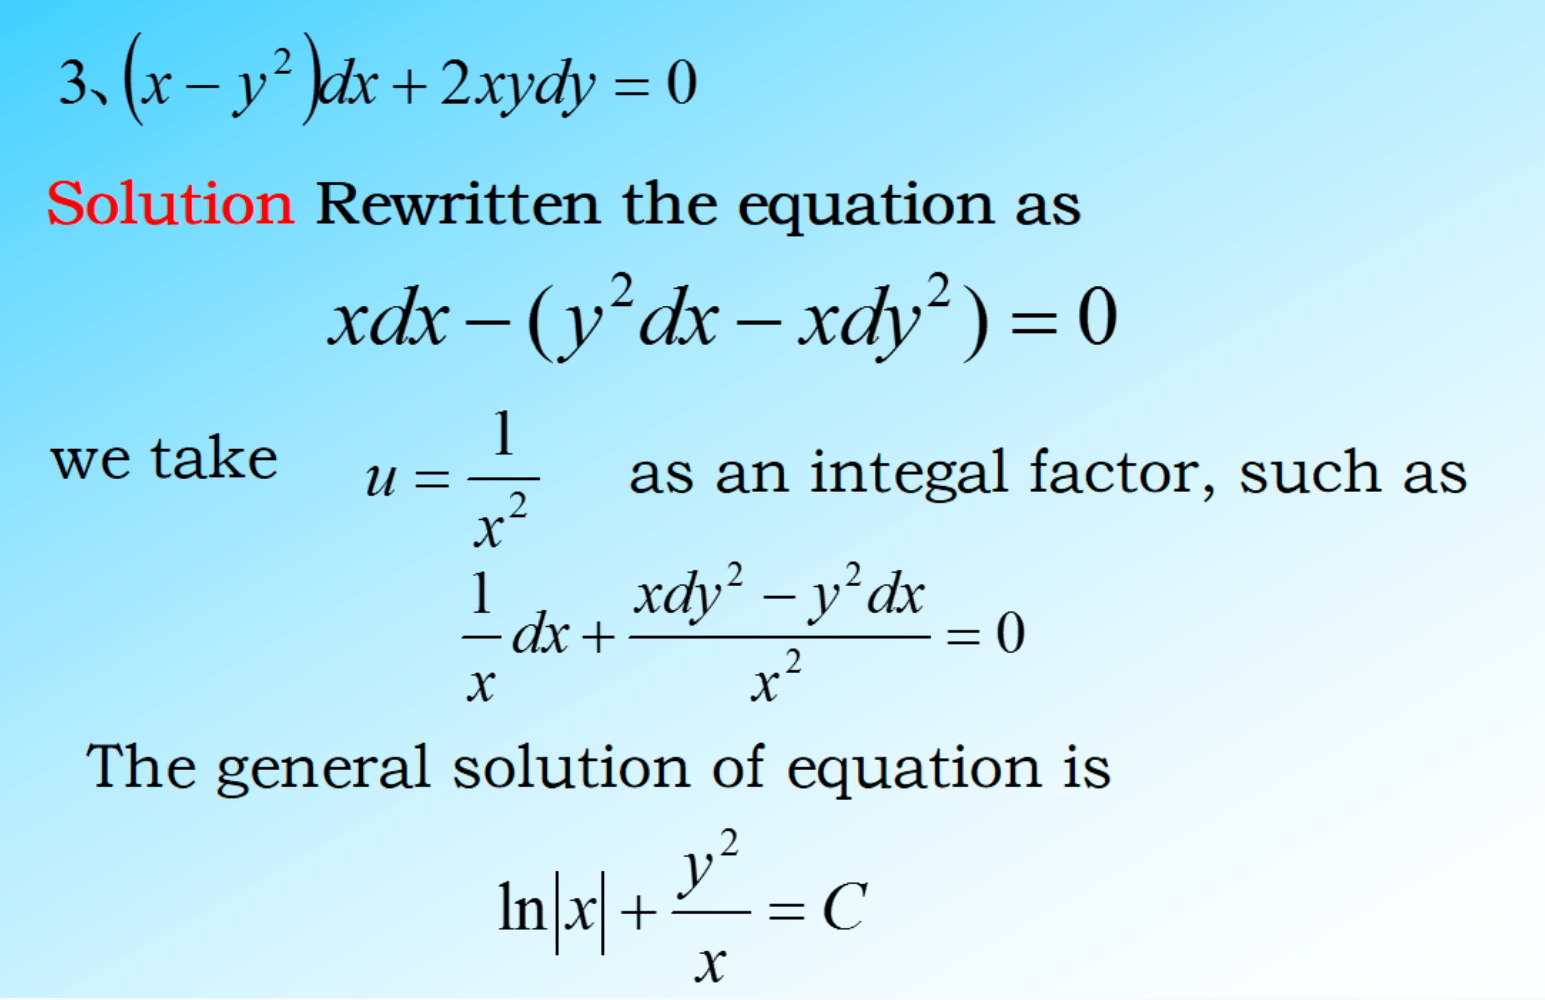 3、(x − y²)dx + 2xydy = 0
Solution Rewritten the equation as
xdx − (y²dx − xdy²) = 0
we take u = 1/x² as an integal factor, such as
1/x dx + (xdy² − y²dx)/x² = 0
The general solution of equation is
ln|x| + y²/x = C